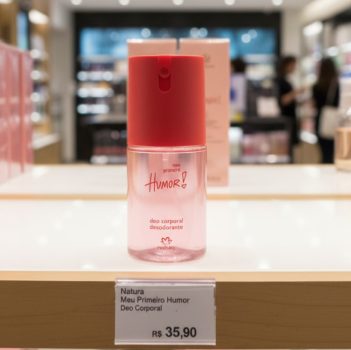 meu
primeiro
HUMOR!
deo corporal
desodorante
natura
Natura
Meu Primeiro Humor
Deo Corporal
R$ 35,90